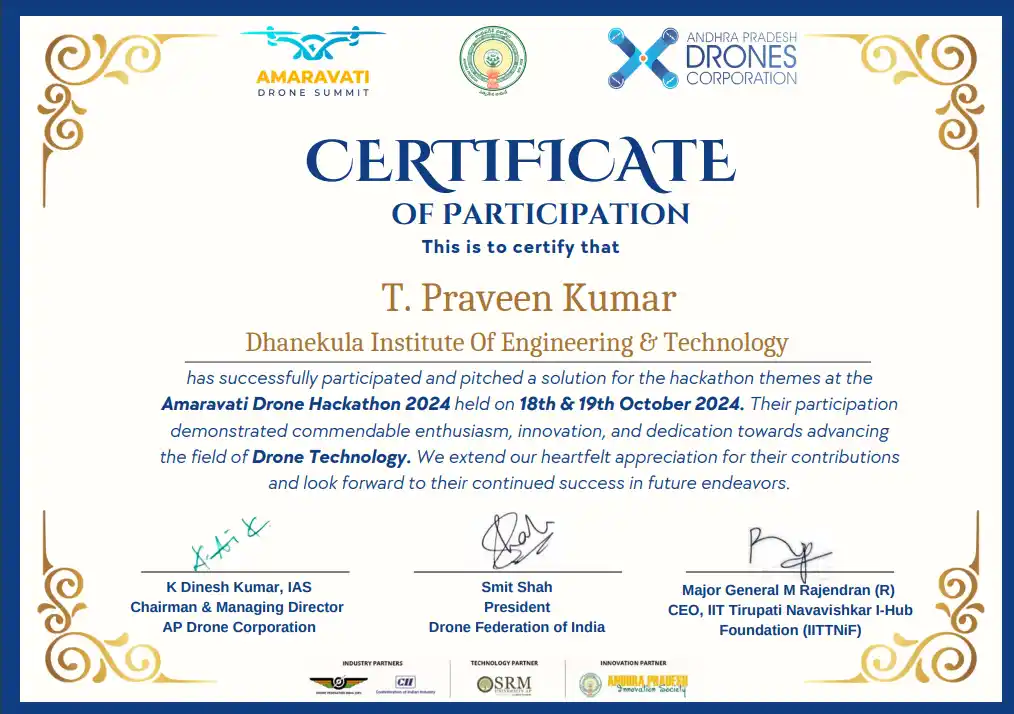 AMARAVATI
DRONE SUMMIT
ANDHRA PRADESH
DRONES
CORPORATION
CERTIFICATE
OF PARTICIPATION
This is to certify that
T. Praveen Kumar
Dhanekula Institute Of Engineering & Technology
has successfully participated and pitched a solution for the hackathon themes at the
Amaravati Drone Hackathon 2024 held on 18th & 19th October 2024. Their participation
demonstrated commendable enthusiasm, innovation, and dedication towards advancing
the field of Drone Technology. We extend our heartfelt appreciation for their contributions
and look forward to their continued success in future endeavors.
K Dinesh Kumar, IAS
Chairman & Managing Director
AP Drone Corporation
Smit Shah
President
Drone Federation of India
Major General M Rajendran (R)
CEO, IIT Tirupati Navavishkar I-Hub
Foundation (IITTNiF)
INDUSTRY PARTNERS
CII
Confederation of Indian Industry
TECHNOLOGY PARTNER
SRM
UNIVERSITY AP
INNOVATION PARTNER
ANDHRA PRADESH
Innovation Society